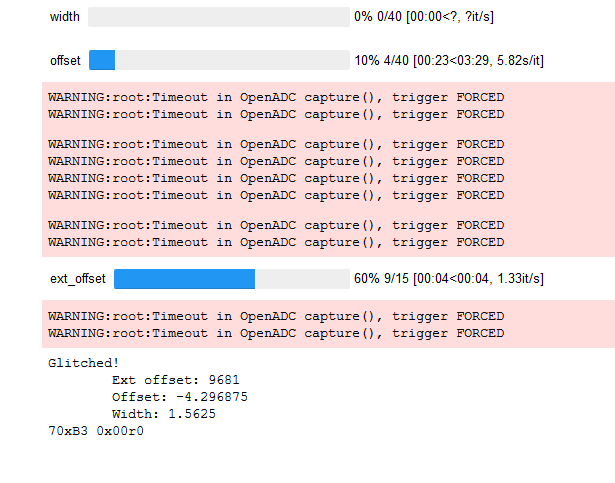 width 0% 0/40 [00:00<?, ?it/s]
offset 10% 4/40 [00:23<03:29, 5.82s/it]
WARNING:root:Timeout in OpenADC capture(), trigger FORCED
WARNING:root:Timeout in OpenADC capture(), trigger FORCED
WARNING:root:Timeout in OpenADC capture(), trigger FORCED
WARNING:root:Timeout in OpenADC capture(), trigger FORCED
WARNING:root:Timeout in OpenADC capture(), trigger FORCED
WARNING:root:Timeout in OpenADC capture(), trigger FORCED
WARNING:root:Timeout in OpenADC capture(), trigger FORCED
WARNING:root:Timeout in OpenADC capture(), trigger FORCED
ext_offset 60% 9/15 [00:04<00:04, 1.33it/s]
WARNING:root:Timeout in OpenADC capture(), trigger FORCED
WARNING:root:Timeout in OpenADC capture(), trigger FORCED
Glitched!
Ext offset: 9681
Offset: -4.296875
Width: 1.5625
70xB3 0x00r0